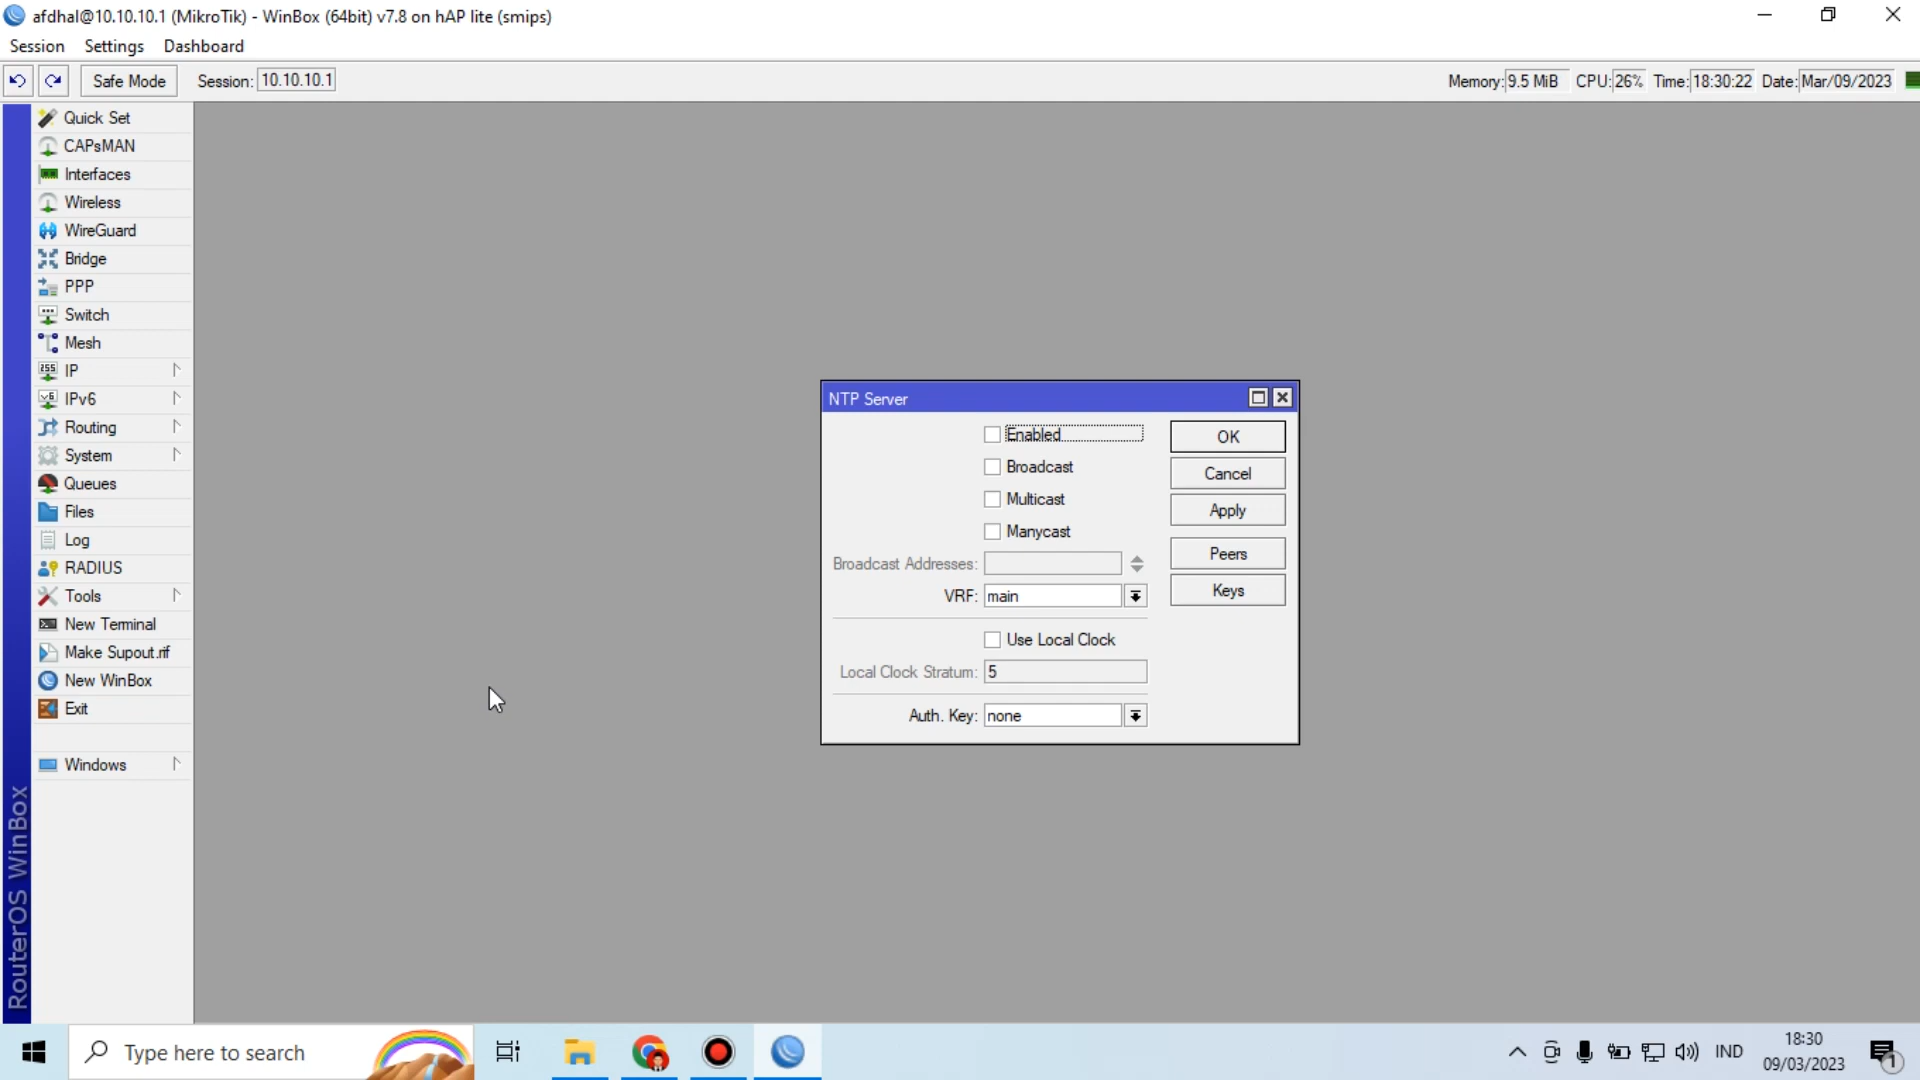 afdhal@10.10.10.1 (MikroTik) - WinBox (64bit) v7.8 on hAP lite (smips)
Session Settings Dashboard
Safe Mode Session: 10.10.10.1 Memory: 9.5 MiB CPU: 26% Time: 18:30:22 Date: Mar/09/2023
Quick Set
CAPsMAN
Interfaces
Wireless
WireGuard
Bridge
PPP
Switch
Mesh
IP
IPv6
Routing
System
Queues
Files
Log
RADIUS
Tools
New Terminal
Make Supout.rif
New WinBox
Exit
Windows
RouterOS WinBox
NTP Server
Enabled
Broadcast
Multicast
Manycast
Broadcast Addresses:
VRF: main
Use Local Clock
Local Clock Stratum: 5
Auth. Key: none
OK
Cancel
Apply
Peers
Keys
Type here to search
IND
18:30
09/03/2023
1